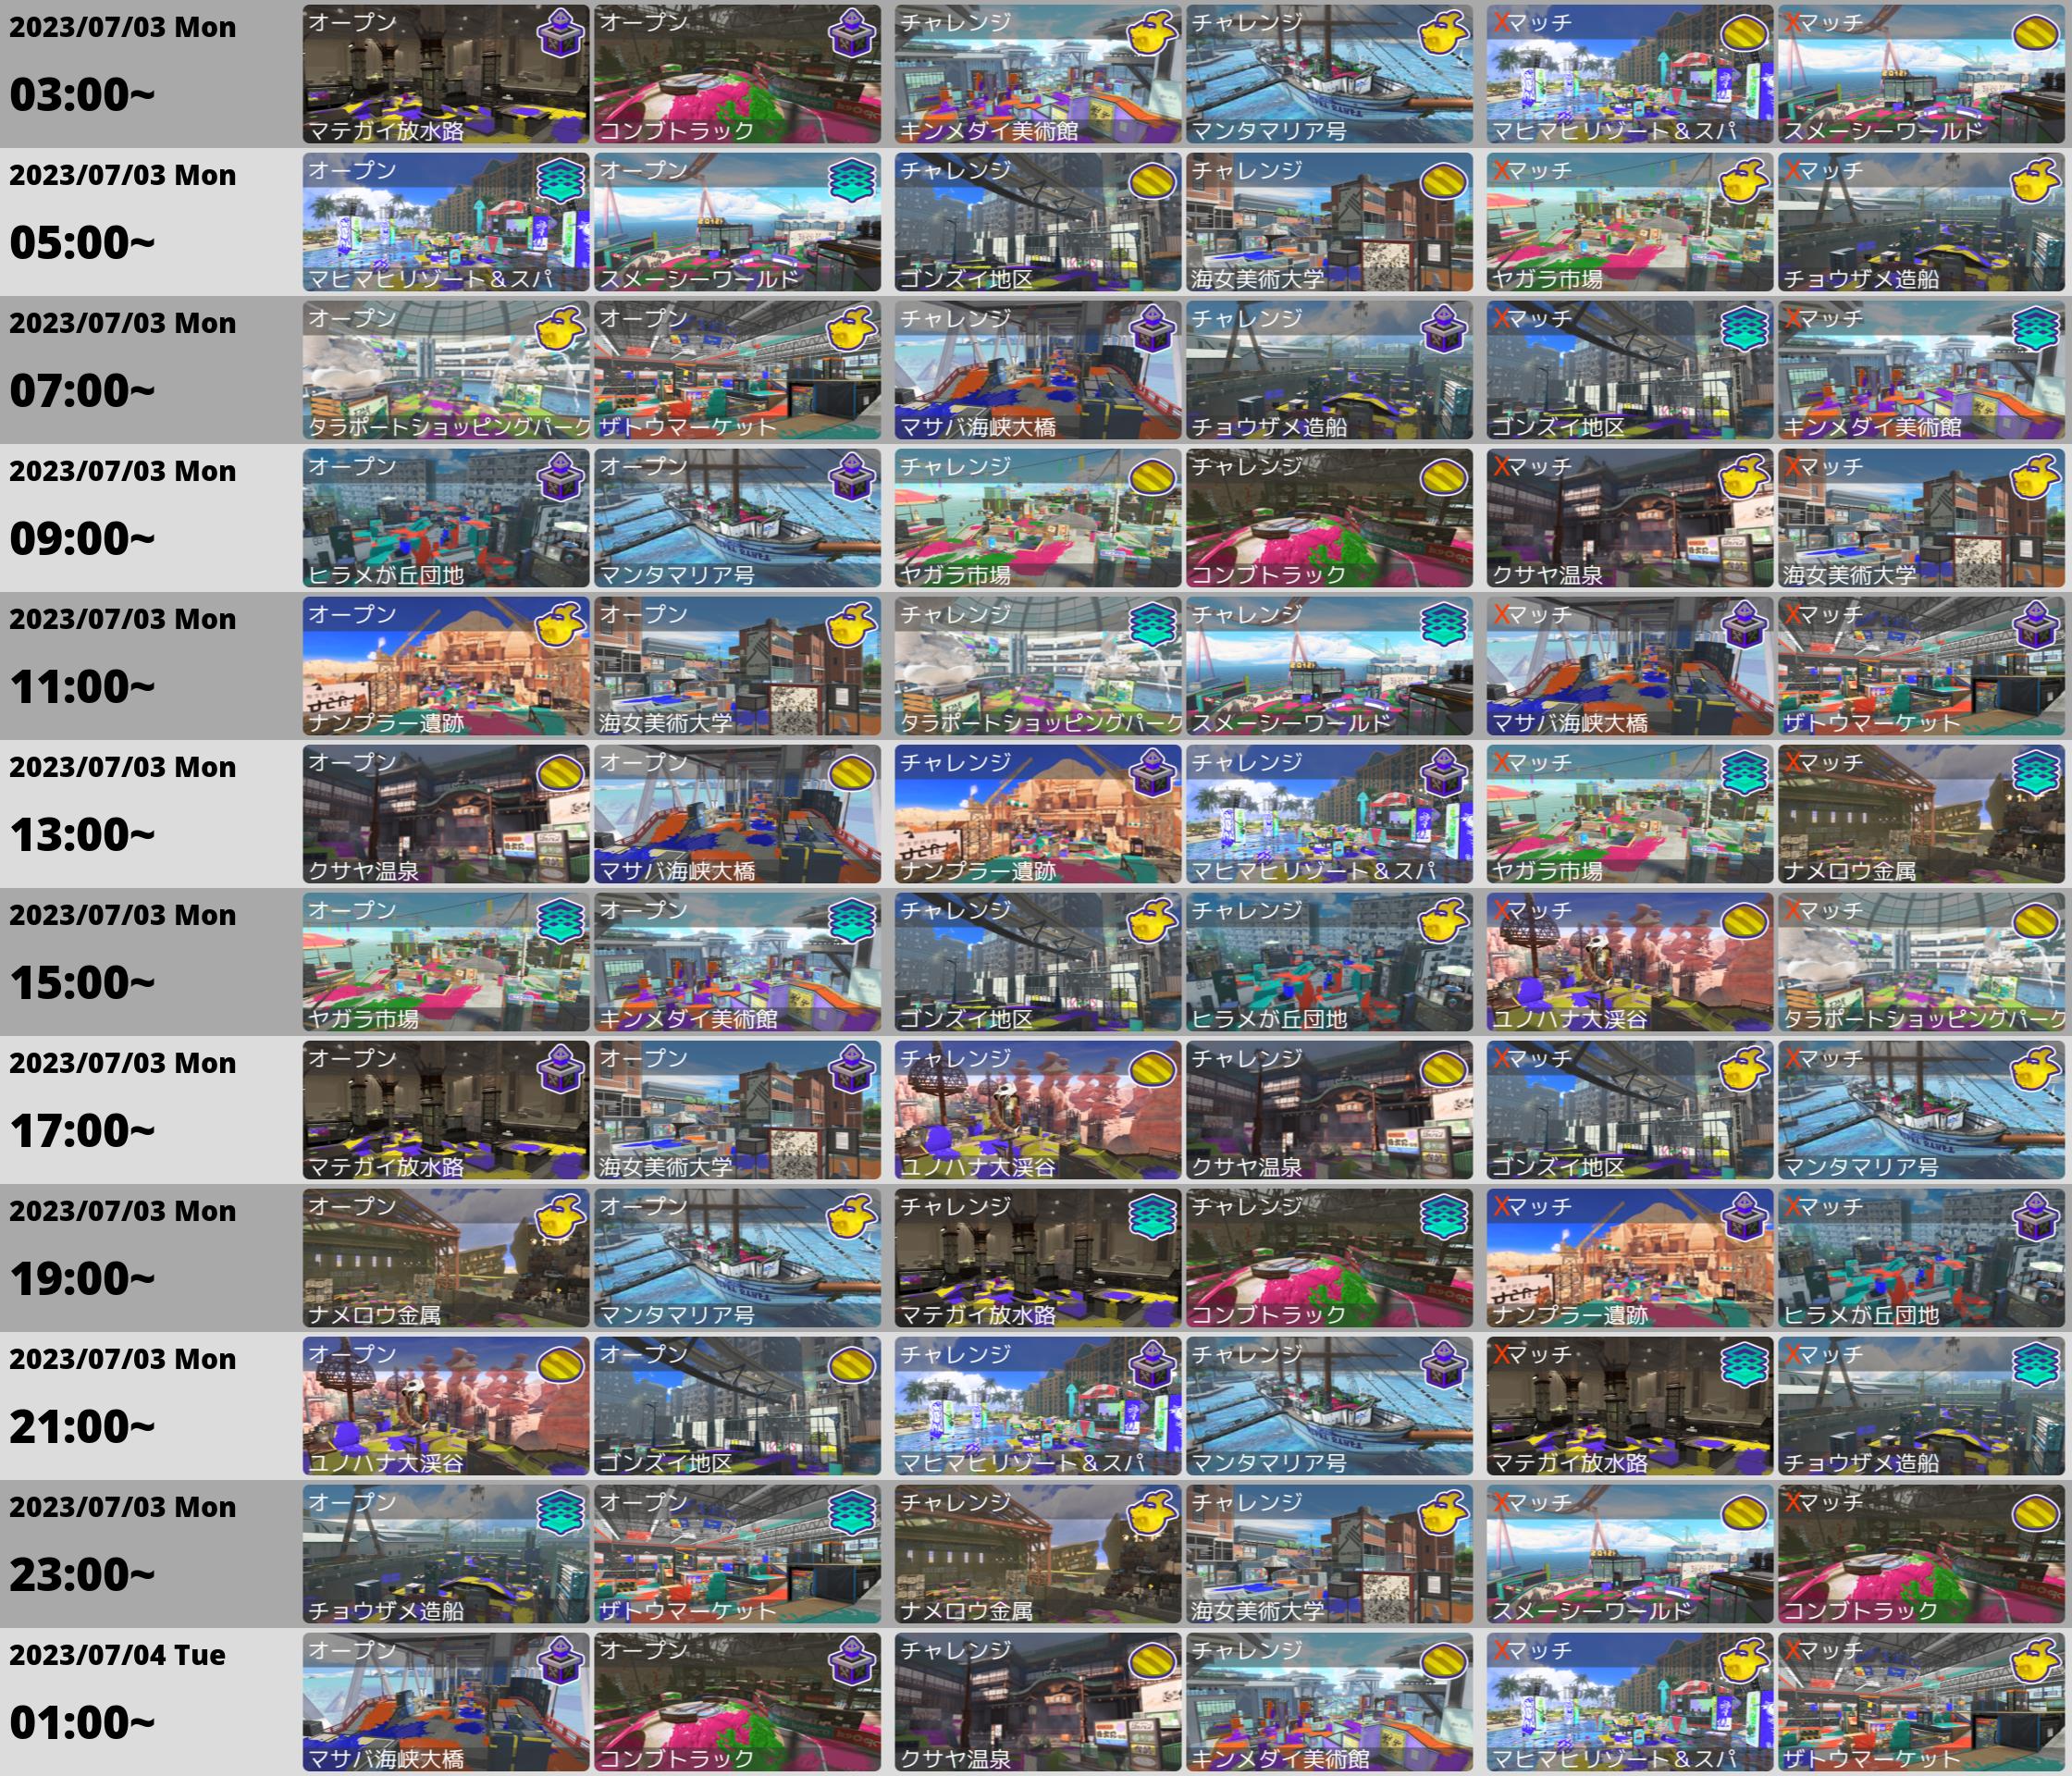 2023/07/03 Mon
03:00~
オープン
マテガイ放水路
オープン
コンブトラック
チャレンジ
キンメダイ美術館
チャレンジ
マンタマリア号
Xマッチ
マヒマヒリゾート&スパ
Xマッチ
スメーシーワールド
2023/07/03 Mon
05:00~
オープン
マヒマヒリゾート&スパ
オープン
スメーシーワールド
チャレンジ
ゴンズイ地区
チャレンジ
海女美術大学
Xマッチ
ヤガラ市場
Xマッチ
チョウザメ造船
2023/07/03 Mon
07:00~
オープン
タラポートショッピングパーク
オープン
ザトウマーケット
チャレンジ
マサバ海峡大橋
チャレンジ
チョウザメ造船
Xマッチ
ゴンズイ地区
Xマッチ
キンメダイ美術館
2023/07/03 Mon
09:00~
オープン
ヒラメが丘団地
オープン
マンタマリア号
チャレンジ
ヤガラ市場
チャレンジ
コンブトラック
Xマッチ
クサヤ温泉
Xマッチ
海女美術大学
2023/07/03 Mon
11:00~
オープン
ナンプラー遺跡
オープン
海女美術大学
チャレンジ
タラポートショッピングパーク
チャレンジ
スメーシーワールド
Xマッチ
マサバ海峡大橋
Xマッチ
ザトウマーケット
2023/07/03 Mon
13:00~
オープン
クサヤ温泉
オープン
マサバ海峡大橋
チャレンジ
ナンプラー遺跡
チャレンジ
マヒマヒリゾート&スパ
Xマッチ
ヤガラ市場
Xマッチ
ナメロウ金属
2023/07/03 Mon
15:00~
オープン
ヤガラ市場
オープン
キンメダイ美術館
チャレンジ
ゴンズイ地区
チャレンジ
ヒラメが丘団地
Xマッチ
ユノハナ大渓谷
Xマッチ
タラポートショッピングパーク
2023/07/03 Mon
17:00~
オープン
マテガイ放水路
オープン
海女美術大学
チャレンジ
ユノハナ大渓谷
チャレンジ
クサヤ温泉
Xマッチ
ゴンズイ地区
Xマッチ
マンタマリア号
2023/07/03 Mon
19:00~
オープン
ナメロウ金属
オープン
マンタマリア号
チャレンジ
マテガイ放水路
チャレンジ
コンブトラック
Xマッチ
ナンプラー遺跡
Xマッチ
ヒラメが丘団地
2023/07/03 Mon
21:00~
オープン
ユノハナ大渓谷
オープン
ゴンズイ地区
チャレンジ
マヒマヒリゾート&スパ
チャレンジ
マンタマリア号
Xマッチ
マテガイ放水路
Xマッチ
チョウザメ造船
2023/07/03 Mon
23:00~
オープン
チョウザメ造船
オープン
ザトウマーケット
チャレンジ
ナメロウ金属
チャレンジ
海女美術大学
Xマッチ
スメーシーワールド
Xマッチ
コンブトラック
2023/07/04 Tue
01:00~
オープン
マサバ海峡大橋
オープン
コンブトラック
チャレンジ
クサヤ温泉
チャレンジ
キンメダイ美術館
Xマッチ
マヒマヒリゾート&スパ
Xマッチ
ザトウマーケット